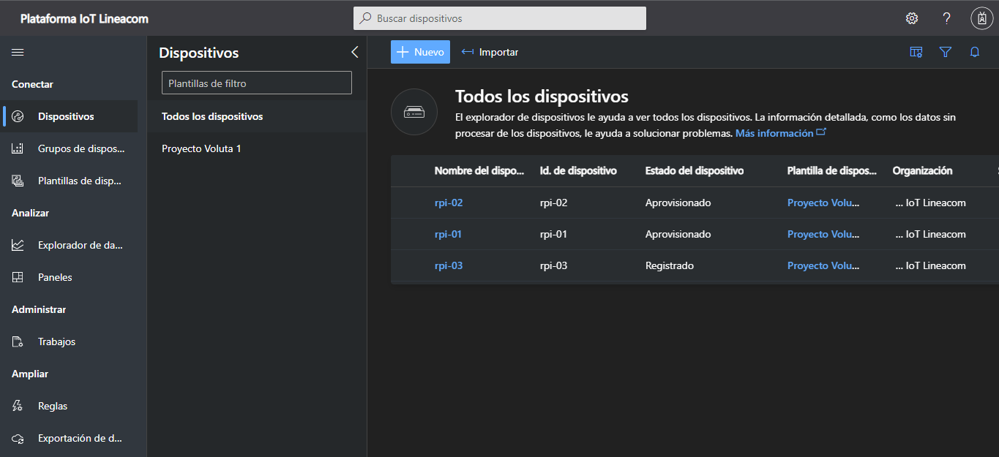 Plataforma IoT Lineacom
Buscar dispositivos
?
Conectar
Dispositivos
Grupos de dispos...
Plantillas de disp...
Analizar
Explorador de da...
Paneles
Administrar
Trabajos
Ampliar
Reglas
Exportación de d...
Dispositivos
Plantillas de filtro
Todos los dispositivos
Proyecto Voluta 1
Nuevo
Importar
Todos los dispositivos
El explorador de dispositivos le ayuda a ver todos los dispositivos. La información detallada, como los datos sin
procesar de los dispositivos, le ayuda a solucionar problemas. Más información
Nombre del dispo... Id. de dispositivo Estado del dispositivo Plantilla de dispos... Organización
rpi-02 rpi-02 Aprovisionado Proyecto Volu... ... IoT Lineacom
rpi-01 rpi-01 Aprovisionado Proyecto Volu... ... IoT Lineacom
rpi-03 rpi-03 Registrado Proyecto Volu... ... IoT Lineacom